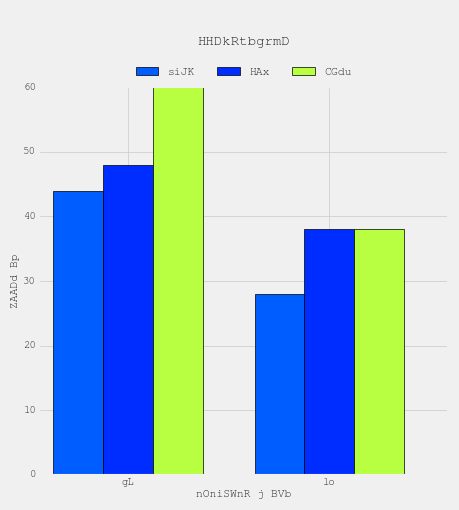 HHDkRtbgrmD
siJK HAx CGdu
60
50
40
30
20
10
0
ZAADd Bp
gL lo
nOniSWnR j BVb